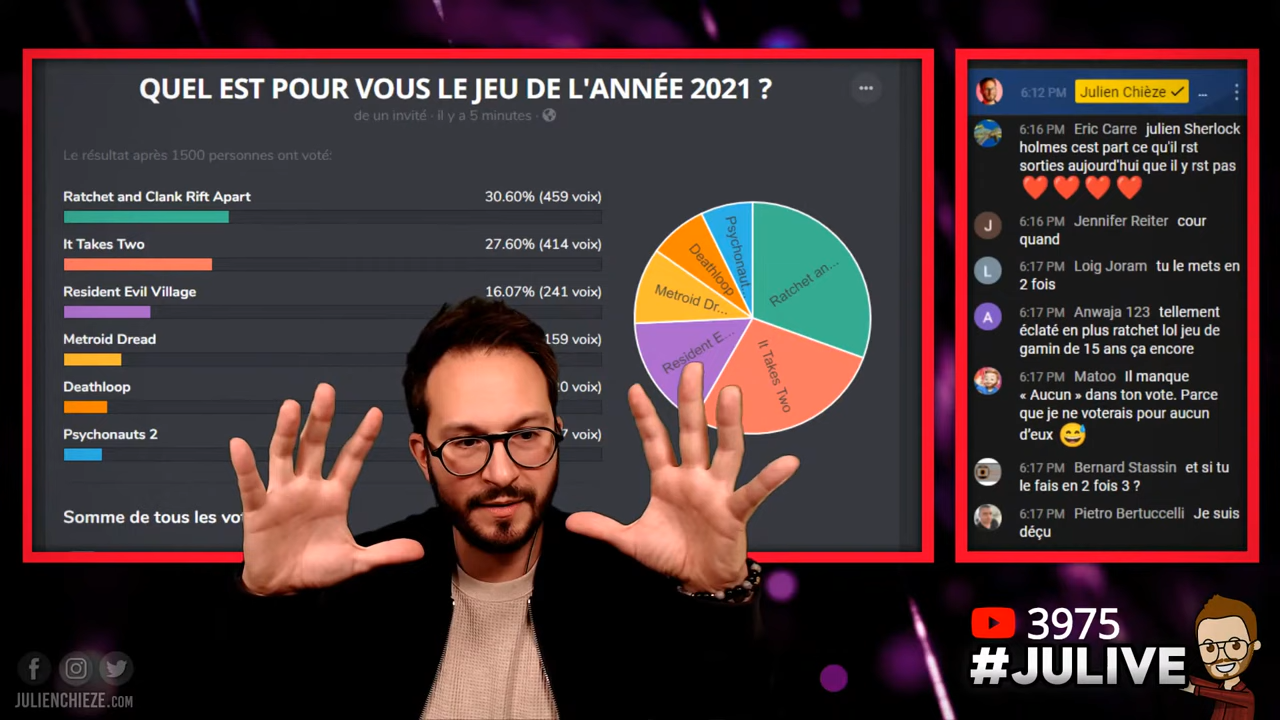 QUEL EST POUR VOUS LE JEU DE L'ANNÉE 2021 ?
de un invité · il y a 5 minutes ·
Le résultat après 1500 personnes ont voté:
Ratchet and Clank Rift Apart 30.60% (459 voix)
It Takes Two 27.60% (414 voix)
Resident Evil Village 16.07% (241 voix)
Metroid Dread 159 voix)
Deathloop 0 voix)
Psychonauts 2 7 voix)
Somme de tous les vo
Ratchet an...
It Takes Two
Resident E...
Metroid Dr...
Deathloop
Psychonaut...
6:12 PM Julien Chièze ...
6:16 PM Eric Carre julien Sherlock
holmes cest part ce qu'il rst
sorties aujourd'hui que il y rst pas
❤️❤️❤️❤️
6:16 PM Jennifer Reiter cour
quand
J
6:17 PM Loig Joram tu le mets en
2 fois
L
6:17 PM Anwaja 123 tellement
éclaté en plus ratchet lol jeu de
gamin de 15 ans ça encore
A
6:17 PM Matoo Il manque
« Aucun » dans ton vote. Parce
que je ne voterais pour aucun
d'eux 😅
6:17 PM Bernard Stassin et si tu
le fais en 2 fois 3 ?
6:17 PM Pietro Bertuccelli Je suis
déçu
3975
#JULIVE
JULIENCHIEZE.COM